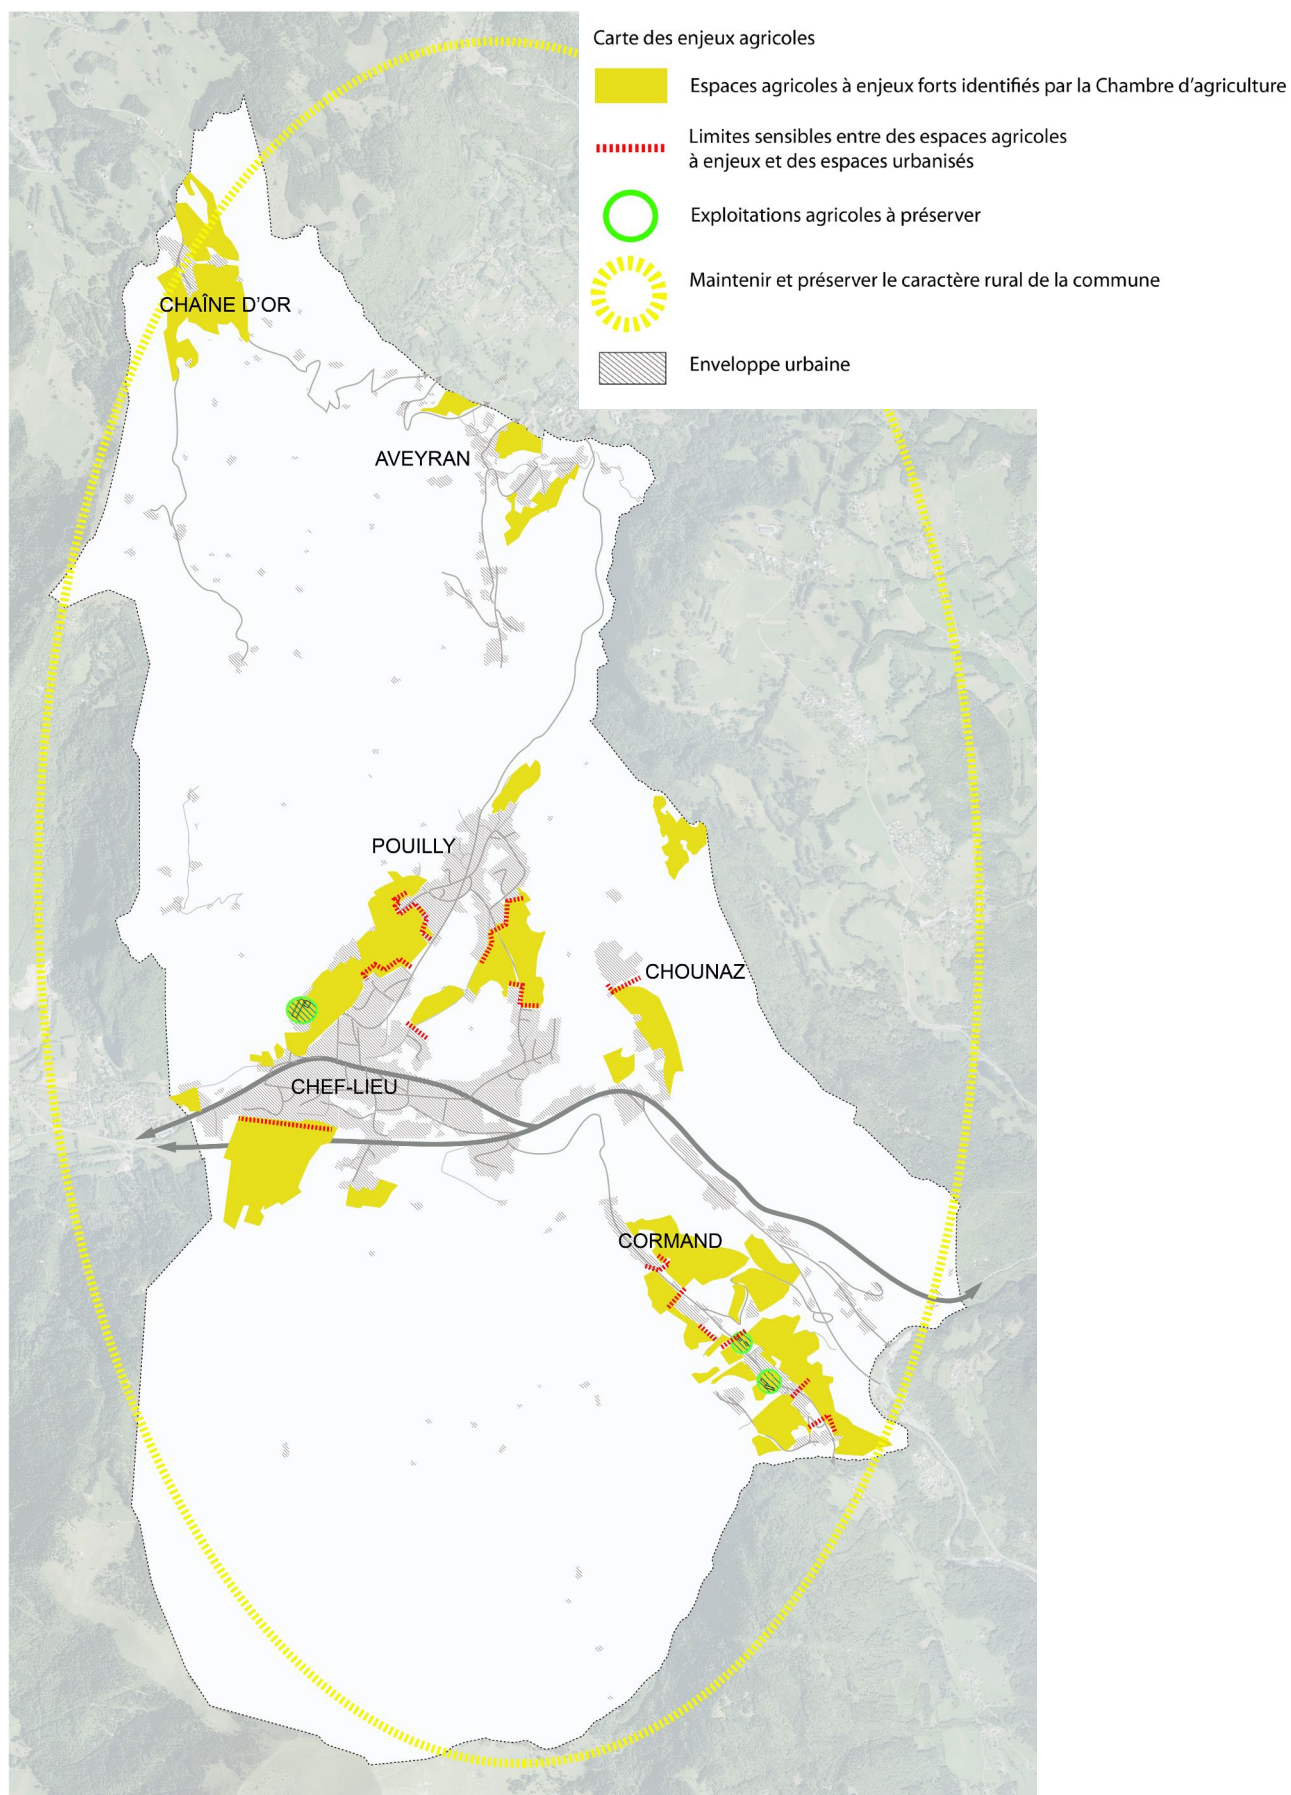 Carte des enjeux agricoles
Espaces agricoles à enjeux forts identifiés par la Chambre d'agriculture
Limites sensibles entre des espaces agricoles
à enjeux et des espaces urbanisés
Exploitations agricoles à préserver
Maintenir et préserver le caractère rural de la commune
Enveloppe urbaine
CHAÎNE D'OR
AVEYRAN
POUILLY
CHOUNAZ
CHEF-LIEU
CORMAND